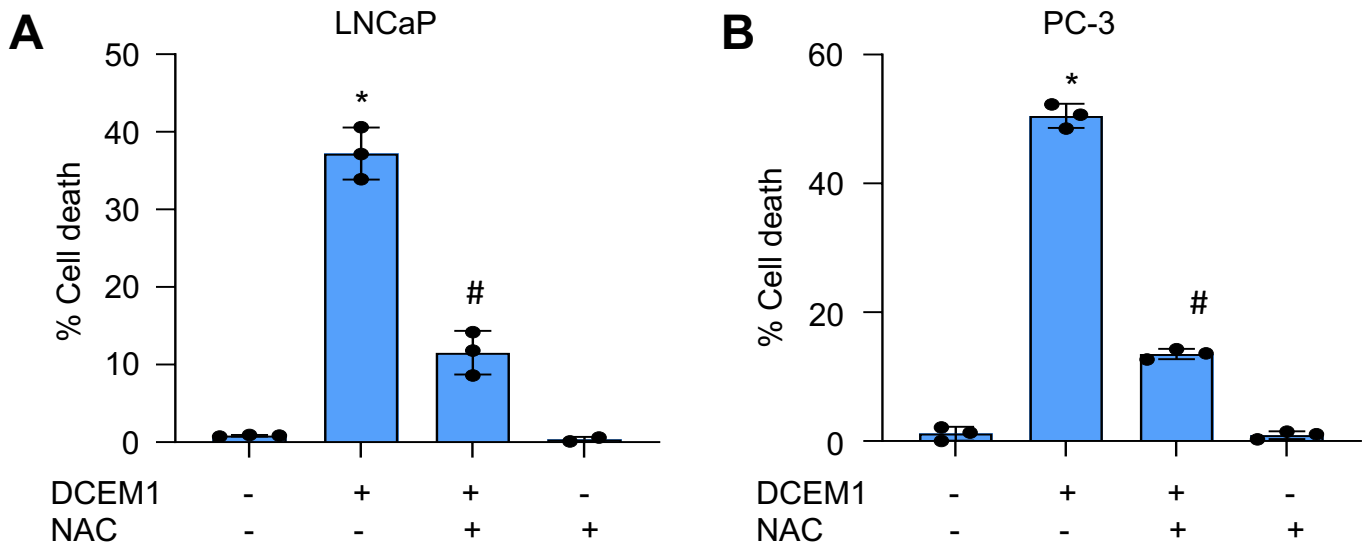 A
LNCaP
50
40
30
20
10
0
% Cell death
*
#
DCEM1 - + + -
NAC - - + +
B
PC-3
60
40
20
0
% Cell death
*
#
DCEM1 - + + -
NAC - - + +